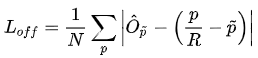 $L_{off} = \frac{1}{N} \sum_{p} \left| \hat{O}_{\tilde{p}} - \left( \frac{p}{R} - \tilde{p} \right) \right|$